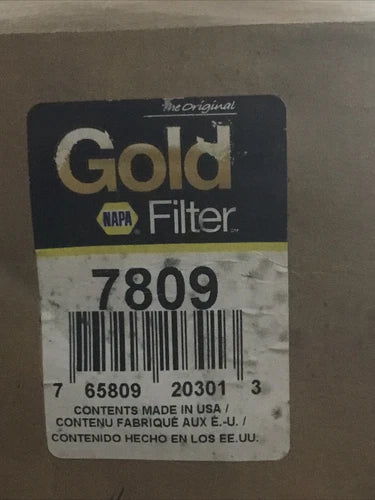 The Original
Gold
NAPA® Filter
7809
7 65809 20301 3
CONTENTS MADE IN USA /
CONTENU FABRIQUÉ AUX É.-U. /
CONTENIDO HECHO EN LOS EE.UU.